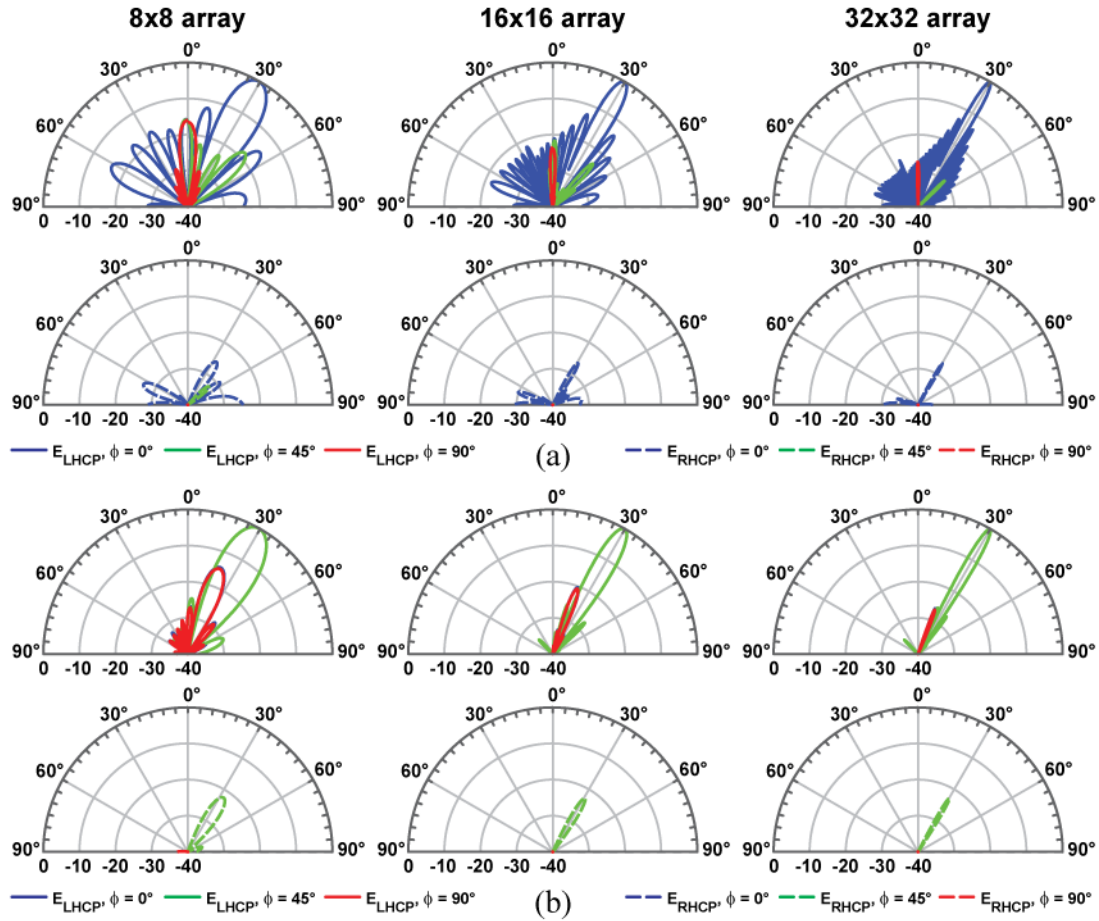 8x8 array 16x16 array 32x32 array
0° 0° 0°
30° 30° 30° 30° 30° 30°
60° 60° 60° 60° 60° 60°
90° 90° 90° 90° 90° 90°
0 -10 -20 -30 -40 0 -10 -20 -30 -40 0 -10 -20 -30 -40
0° 0° 0°
30° 30° 30° 30° 30° 30°
60° 60° 60° 60° 60° 60°
90° 90° 90° 90° 90° 90°
0 -10 -20 -30 -40 0 -10 -20 -30 -40 0 -10 -20 -30 -40
E_LHCP, ϕ = 0° E_LHCP, ϕ = 45° E_LHCP, ϕ = 90° (a) E_RHCP, ϕ = 0° E_RHCP, ϕ = 45° E_RHCP, ϕ = 90°
0° 0° 0°
30° 30° 30° 30° 30° 30°
60° 60° 60° 60° 60° 60°
90° 90° 90° 90° 90° 90°
0 -10 -20 -30 -40 0 -10 -20 -30 -40 0 -10 -20 -30 -40
0° 0° 0°
30° 30° 30° 30° 30° 30°
60° 60° 60° 60° 60° 60°
90° 90° 90° 90° 90° 90°
0 -10 -20 -30 -40 0 -10 -20 -30 -40 0 -10 -20 -30 -40
E_LHCP, ϕ = 0° E_LHCP, ϕ = 45° E_LHCP, ϕ = 90° (b) E_RHCP, ϕ = 0° E_RHCP, ϕ = 45° E_RHCP, ϕ = 90°